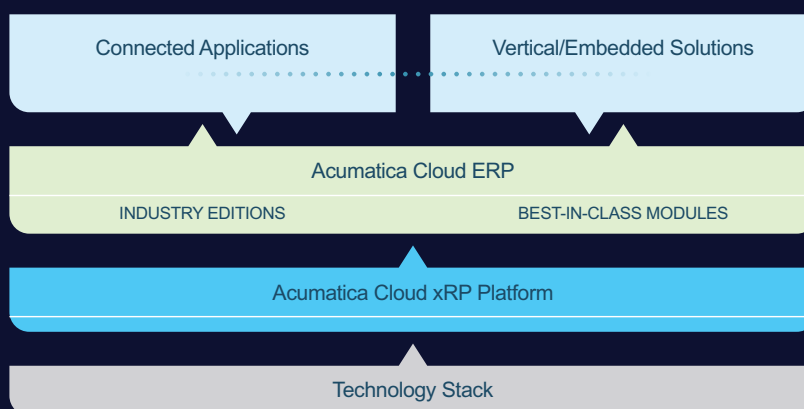 Connected Applications
Vertical/Embedded Solutions
Acumatica Cloud ERP
INDUSTRY EDITIONS
BEST-IN-CLASS MODULES
Acumatica Cloud xRP Platform
Technology Stack